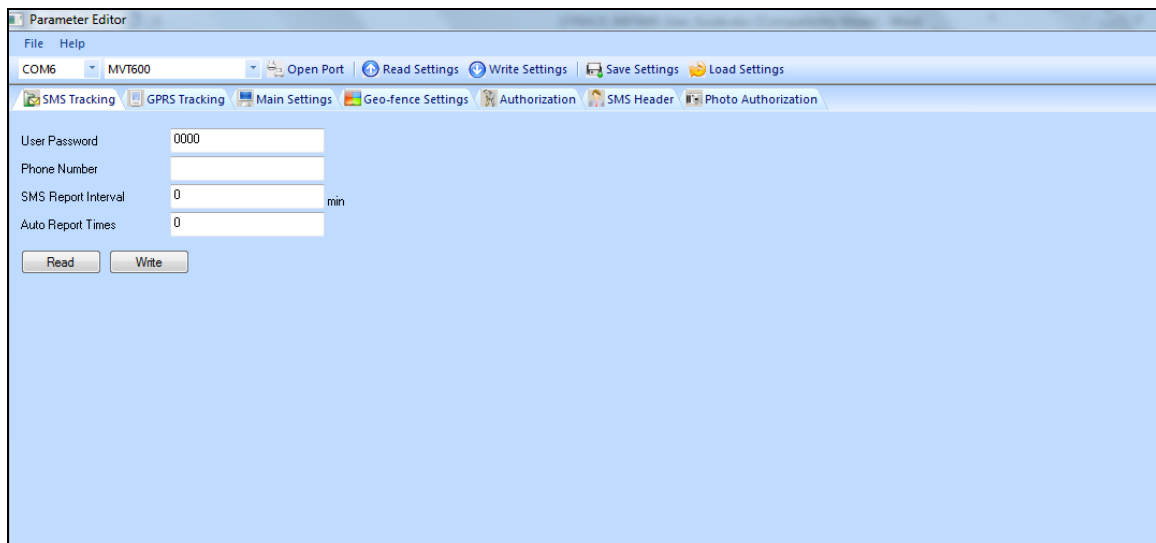 Parameter Editor
File Help
COM6 MVT600 Open Port Read Settings Write Settings Save Settings Load Settings
SMS Tracking GPRS Tracking Main Settings Geo-fence Settings Authorization SMS Header Photo Authorization
User Password 0000
Phone Number
SMS Report Interval 0 min
Auto Report Times 0
Read Write